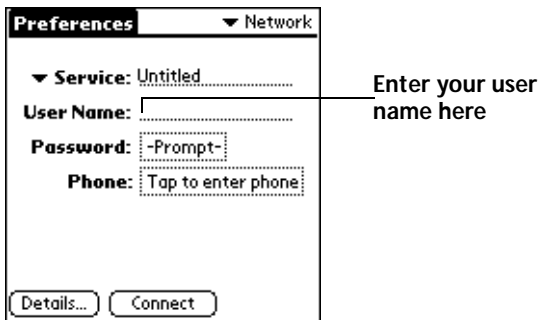 Preferences ▼ Network
▼ Service: Untitled
User Name:
Password: -Prompt-
Phone: Tap to enter phone
Details... Connect
Enter your user
name here